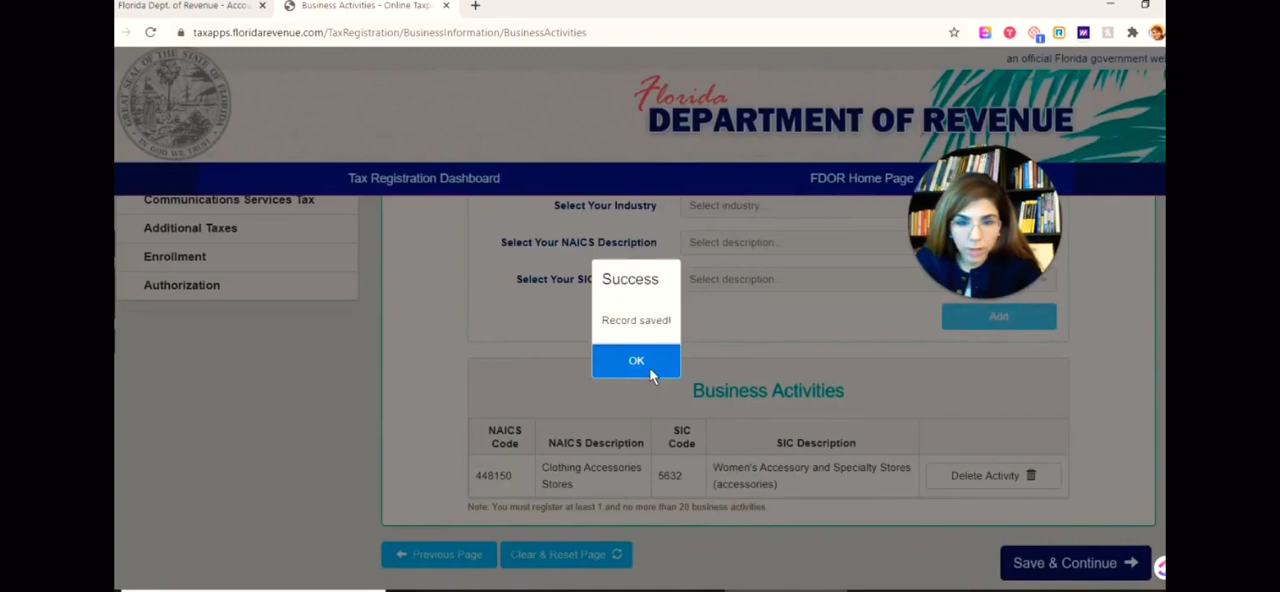 Florida Dept. of Revenue - Accou
Business Activities - Online Taxp
taxapps.floridarevenue.com/TaxRegistration/BusinessInformation/BusinessActivities
an official Florida government we
Florida
DEPARTMENT OF REVENUE
Tax Registration Dashboard
FDOR Home Page
Communications Services Tax
Additional Taxes
Enrollment
Authorization
Select Your Industry
Select industry...
Select Your NAICS Description
Select description...
Select Your SIC
Select description...
Add
Success
Record saved!
OK
Business Activities
NAICS Code
NAICS Description
SIC Code
SIC Description
448150
Clothing Accessories Stores
5632
Women's Accessory and Specialty Stores (accessories)
Delete Activity
Note. You must register at least 1 and no more than 20 business activities.
Previous Page
Clear & Reset Page
Save & Continue